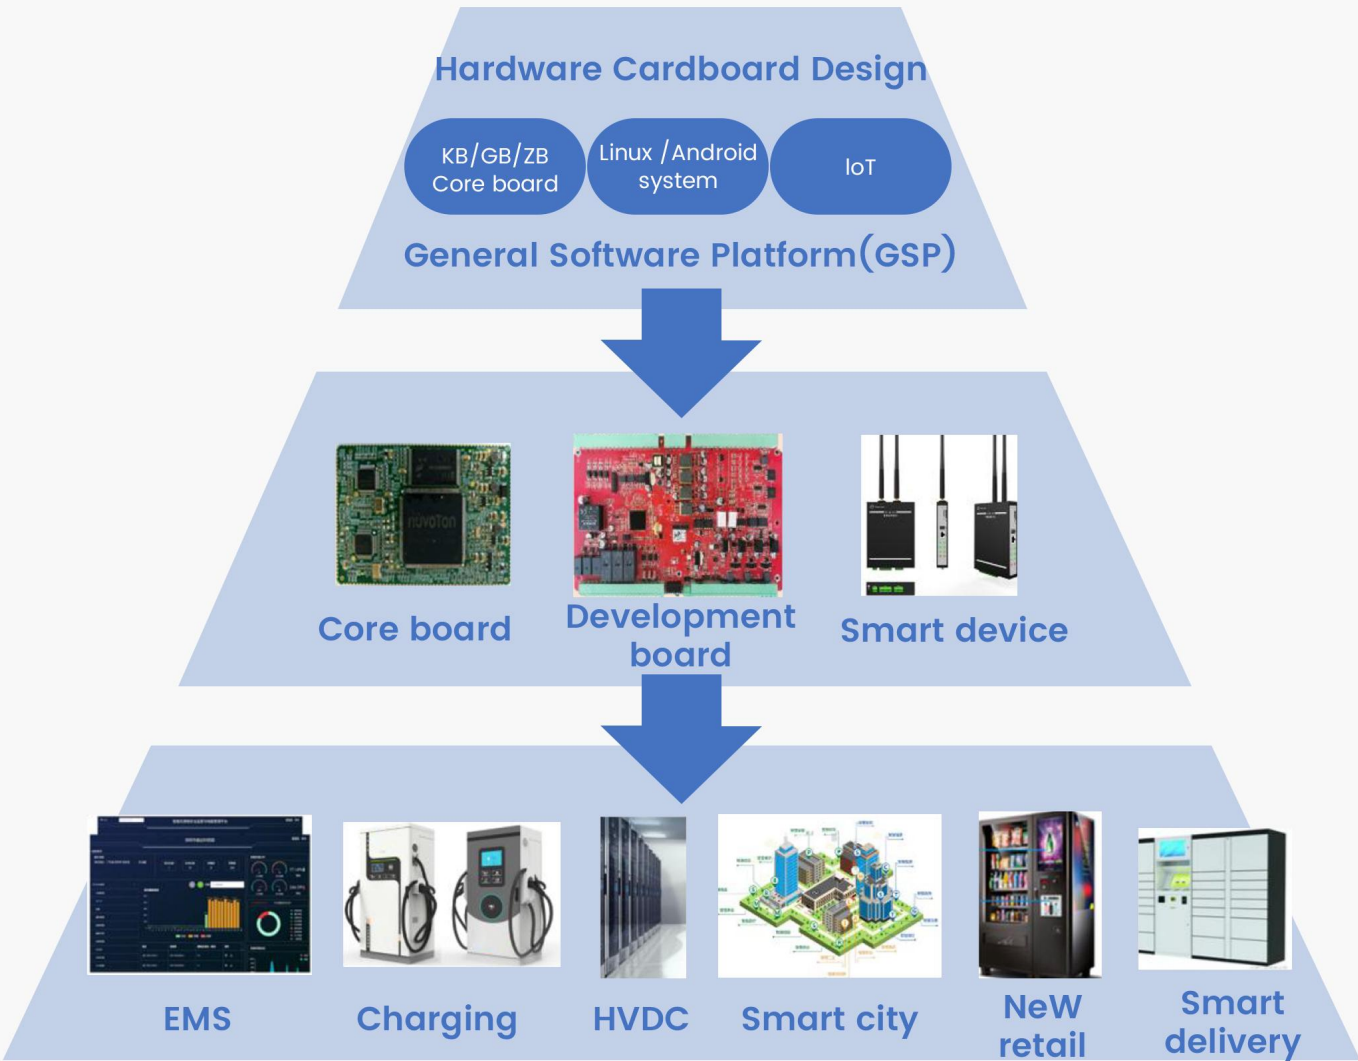 Hardware Cardboard Design
KB/GB/ZB
Core board
Linux /Android
system
IoT
General Software Platform(GSP)
nuvoTon
Core board
Development
board
Smart device
EMS
Charging
HVDC
Smart city
NeW
retail
Smart
delivery